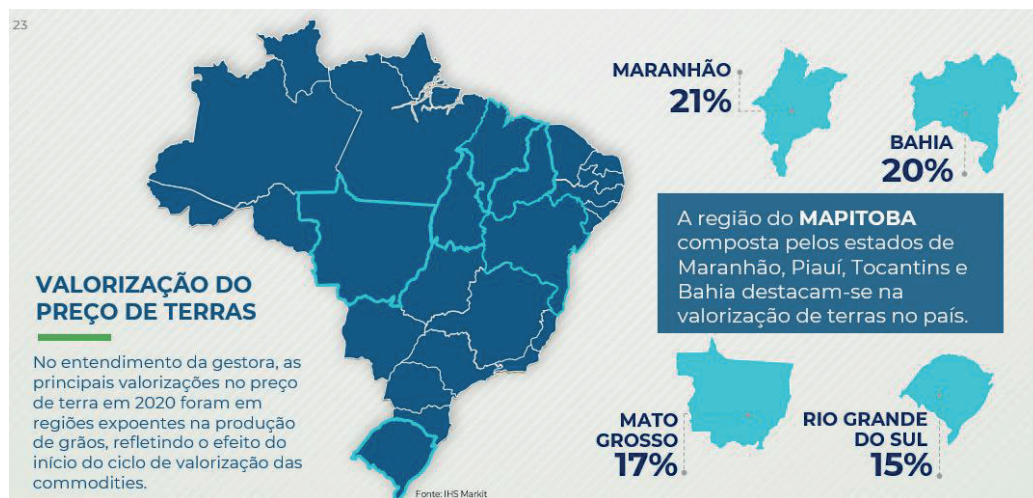 23
VALORIZAÇÃO DO
PREÇO DE TERRAS
No entendimento da gestora, as
principais valorizações no preço
de terra em 2020 foram em
regiões expoentes na produção
de grãos, refletindo o efeito do
início do ciclo de valorização das
commodities.
Fonte: IHS Markit
MARANHÃO
21%
BAHIA
20%
A região do MAPITOBA
composta pelos estados de
Maranhão, Piauí, Tocantins e
Bahia destacam-se na
valorização de terras no país.
MATO
GROSSO
17%
RIO GRANDE
DO SUL
15%